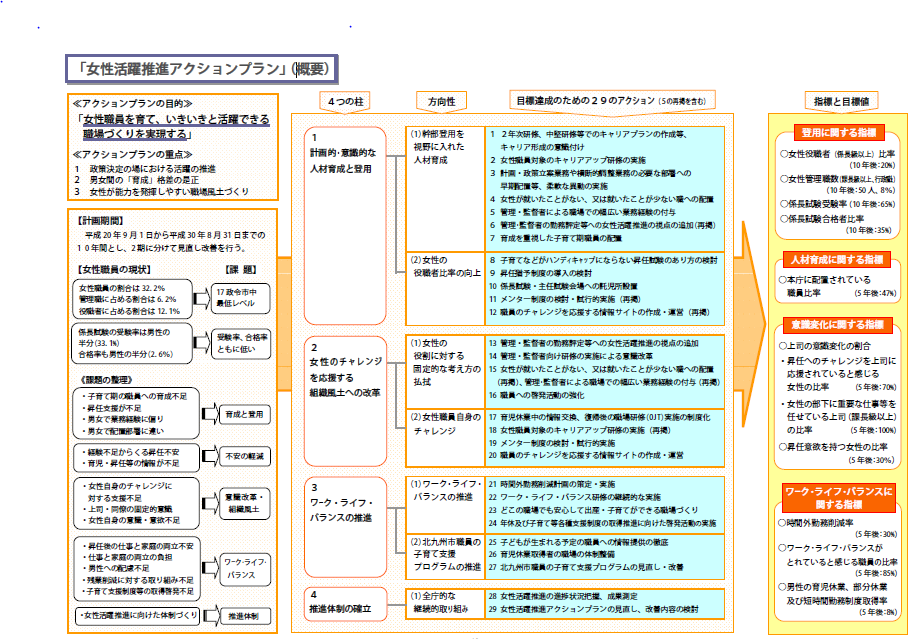 「女性活躍推進アクションプラン」（概要）
≪アクションプランの目的≫
「女性職員を育て、いきいきと活躍できる
職場づくりを実現する」
≪アクションプランの重点≫
１　政策決定の場における活躍の推進
２　男女間の「育成」格差の是正
３　女性が能力を発揮しやすい職場風土づくり
【計画期間】
平成20年9月1日から平成30年8月31日までの
１０年間とし、2期に分けて見直し改善を行う。
【女性職員の現状】
【課 題】
女性職員の割合は32.2%
管理職に占める割合は6.2%
役職者に占める割合は12.1%
17政令市中
最低レベル
係長試験の受験率は男性の
半分(33.1%)
合格率も男性の半分(2.6%)
受験率、合格率
ともに低い
《課題の整理》
・子育て期の職員への育成不足
・昇任支援が不足
・男女で業務経験に偏り
・男女で配置部署に違い
育成と登用
・経験不足からくる昇任不安
・育児・昇任等の情報が不足
不安の軽減
・女性自身のチャレンジに
対する支援不足
・上司・同僚の固定的意識
・女性自身の意識・意欲不足
意識改革・
組織風土
・昇任後の仕事と家庭の両立不安
・仕事と家庭の両立の負担
・男性への配慮不足
・残業削減に対する取り組み不足
・子育て支援制度等の取得啓発不足
ワーク・ライフ・
バランス
・女性活躍推進に向けた体制づくり
推進体制
４つの柱
方向性
目標達成のための２９のアクション（5の再掲を含む）
指標と目標値
１
計画的・意識的な
人材育成と登用
(1)幹部登用を
視野に入れた
人材育成
1　2年次研修、中堅研修等でのキャリアプランの作成等、
キャリア形成の意識付け
2　女性職員対象のキャリアアップ研修の実施
3　計画・政策立案業務や横断的調整業務の必要な部署への
早期配置等、柔軟な異動の実施
4　女性が就いたことがない、又は就いたことが少ない職への配置
5　管理・監督者による職場での幅広い業務経験の付与
6　管理・監督者の勤務評定等への女性活躍推進の視点の追加（再掲）
7　育成を重視した子育て期職員の配置
(2)女性の
役職者比率の向上
8　子育てなどがハンディキャップにならない昇任試験のあり方の検討
9　昇任猶予制度の導入の検討
10　係長試験・主任試験会場への託児所設置
11　メンター制度の検討・試行的実施（再掲）
12　職員のチャレンジを応援する情報サイトの作成・運営（再掲）
２
女性のチャレンジ
を応援する
組織風土への改革
(1)女性の
役割に対する
固定的な考え方の
払拭
13　管理・監督者の勤務評定等への女性活躍推進の視点の追加
14　管理・監督者向け研修の実施による意識改革
15　女性が就いたことがない、又は就いたことが少ない職への配置
（再掲）、管理・監督者による職場での幅広い業務経験の付与（再掲）
16　職員への啓発活動の強化
(2)女性職員自身の
チャレンジ
17　育児休業中の情報交換、復帰後の職場研修(OJT)実施の制度化
18　女性職員対象のキャリアアップ研修の実施（再掲）
19　メンター制度の検討・試行的実施
20　職員のチャレンジを応援する情報サイトの作成・運営
３
ワーク・ライフ・
バランスの推進
(1)ワーク・ライフ・
バランスの推進
21　時間外勤務削減計画の策定・実施
22　ワーク・ライフ・バランス研修の継続的な実施
23　どこの職場でも安心して出産・子育てができる職場づくり
24　年休及び子育て等各種支援制度の取得推進に向けた啓発活動の実施
(2)北九州市職員の
子育て支援
プログラムの推進
25　子どもが生まれる予定の職員への情報提供の徹底
26　育児休業取得者の職場の体制整備
27　北九州市職員の子育て支援プログラムの見直し・改善
４
推進体制の確立
(1)全庁的な
継続的取り組み
28　女性活躍推進の進捗状況把握、成果測定
29　女性活躍推進アクションプランの見直し、改善内容の検討
登用に関する指標
○女性役職者（係長級以上）比率
(10年後:20%)
○女性管理職数（課長級以上、行政職）
(10年後:50人、8%)
○係長試験受験率(10年後:65%)
○係長試験合格者比率
(10年後:35%)
人材育成に関する指標
○本庁に配置されている
職員比率　(5年後:47%)
意識変化に関する指標
○上司の意識変化の割合
・昇任へのチャレンジを上司に
応援されていると感じる
女性の比率　(5年後:70%)
・女性の部下に重要な仕事等を
任せている上司（課長級以上）
の比率　(5年後:100%)
○昇任意欲を持つ女性の比率
(5年後:30%)
ワーク・ライフ・バランスに
関する指標
○時間外勤務削減率
(5年後:30%)
○ワーク・ライフ・バランスが
とれていると感じる職員の比率
(5年後:85%)
○男性の育児休業、部分休業
及び短時間勤務制度取得率
(5年後:8%)